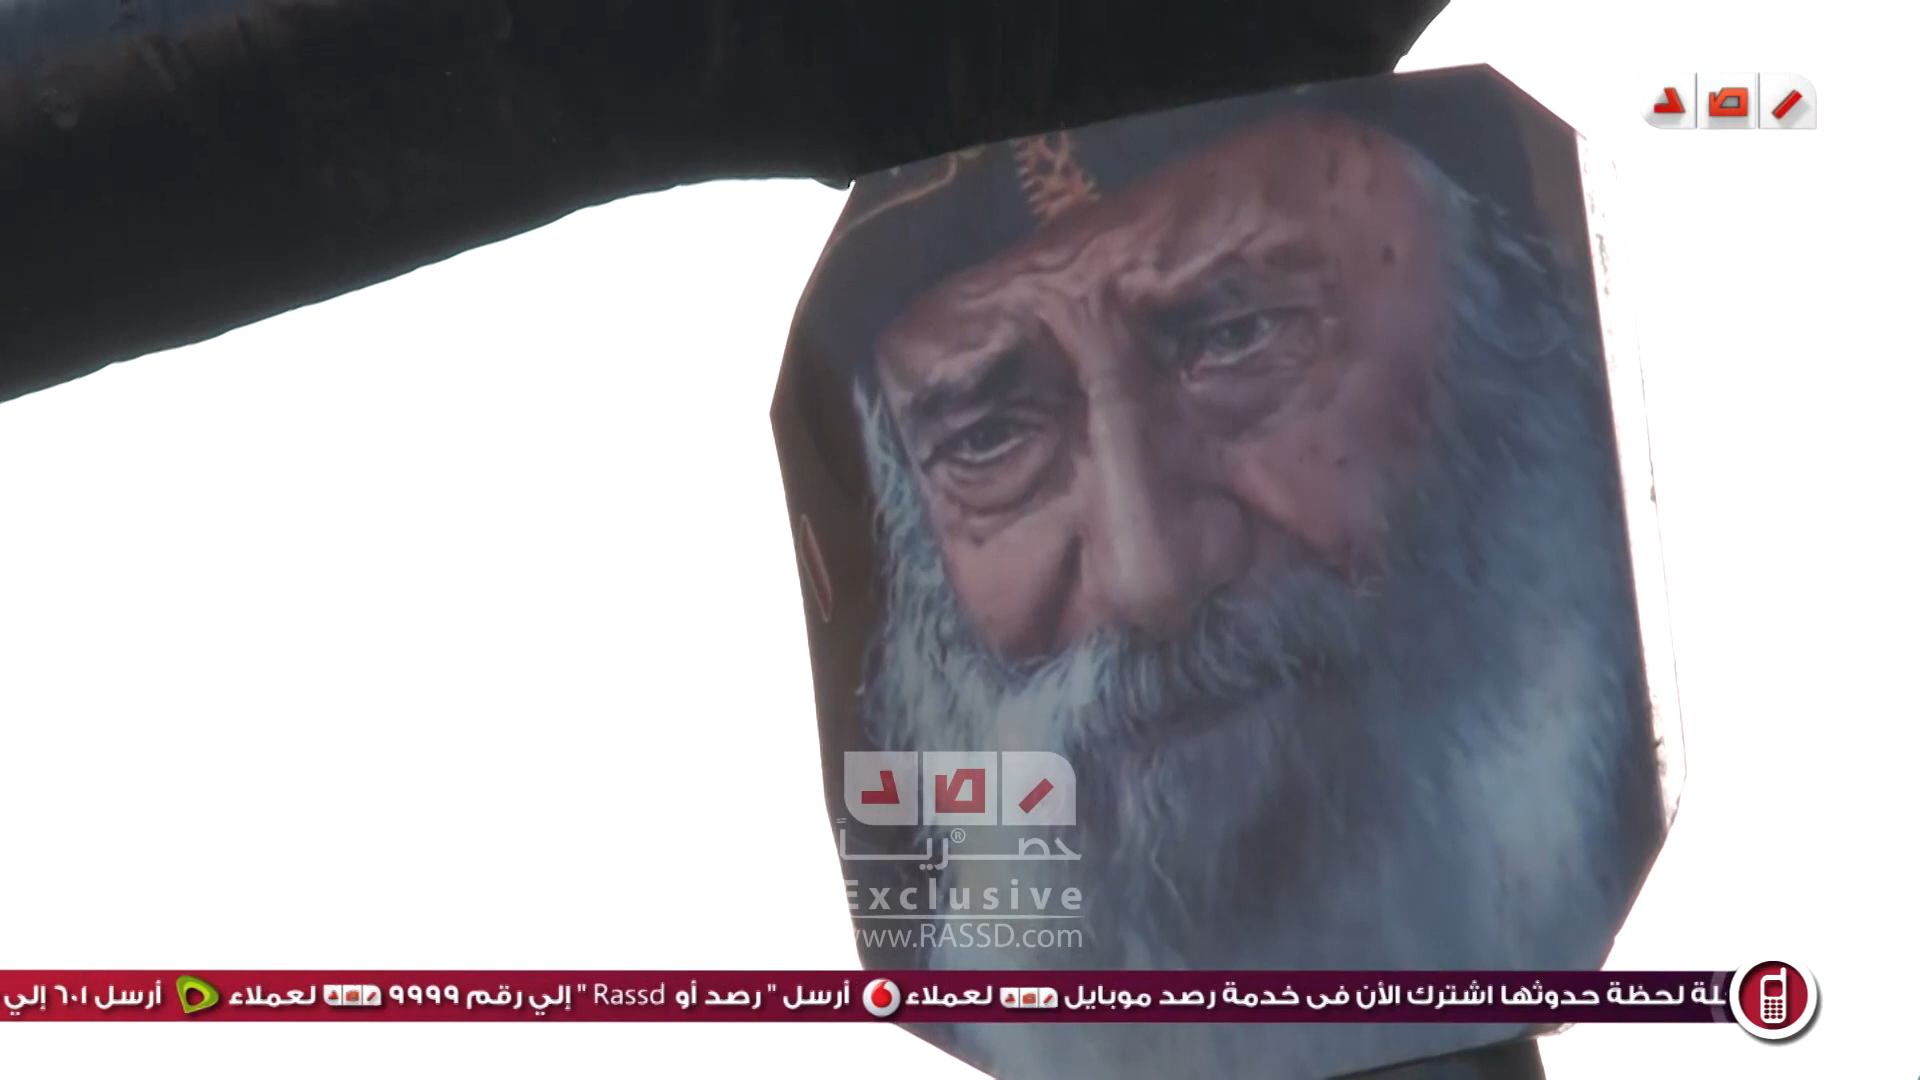 رصد
رصد
حصرياً®
Exclusive
www.RASSD.com
لة لحظة حدوثها اشترك الأن فى خدمة رصد موبايل رصد لعملاء أرسل " رصد أو Rassd " إلي رقم ٩٩٩٩ رصد لعملاء أرسل ٦٠١ إلي